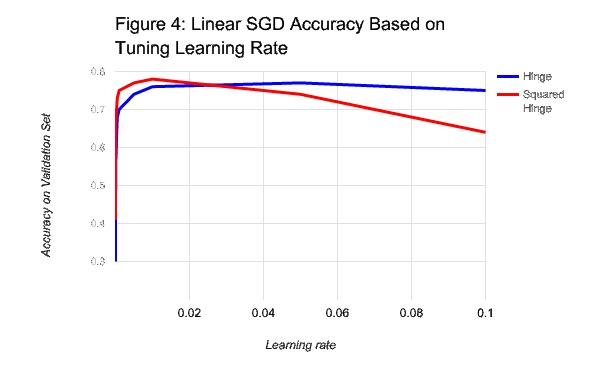 Figure 4: Linear SGD Accuracy Based on
Tuning Learning Rate
Hinge
Squared
Hinge
Accuracy on Validation Set
0.8
0.7
0.6
0.5
0.4
0.3
0.02 0.04 0.06 0.08 0.1
Learning rate